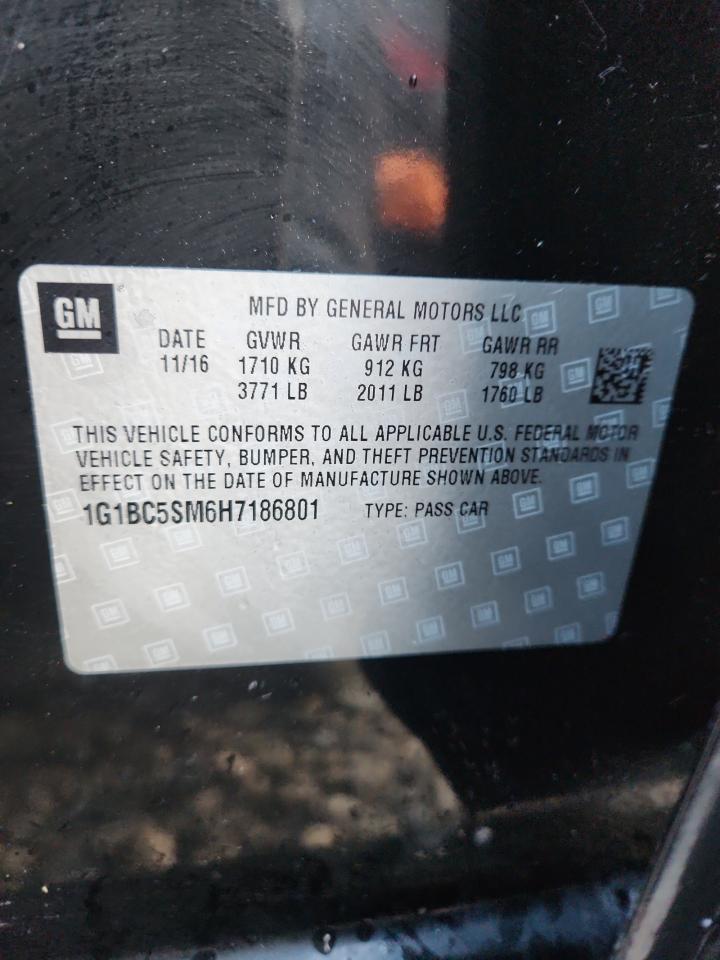 GM
MFD BY GENERAL MOTORS LLC
DATE GVWR GAWR FRT GAWR RR
11/16 1710 KG 912 KG 798 KG
3771 LB 2011 LB 1760 LB
THIS VEHICLE CONFORMS TO ALL APPLICABLE U.S. FEDERAL MOTOR
VEHICLE SAFETY, BUMPER, AND THEFT PREVENTION STANDARDS IN
EFFECT ON THE DATE OF MANUFACTURE SHOWN ABOVE.
1G1BC5SM6H7186801 TYPE: PASS CAR